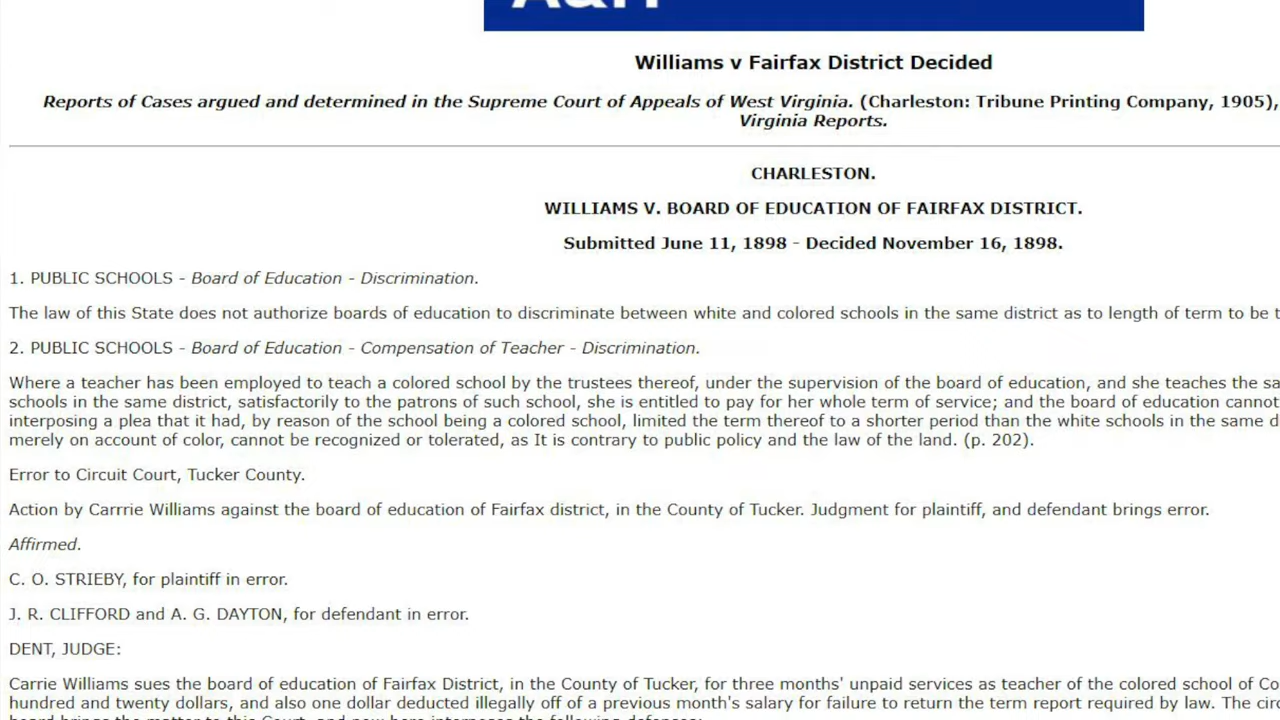 Williams v Fairfax District Decided
Reports of Cases argued and determined in the Supreme Court of Appeals of West Virginia. (Charleston: Tribune Printing Company, 1905),
Virginia Reports.
CHARLESTON.
WILLIAMS V. BOARD OF EDUCATION OF FAIRFAX DISTRICT.
Submitted June 11, 1898 - Decided November 16, 1898.
1. PUBLIC SCHOOLS - Board of Education - Discrimination.
The law of this State does not authorize boards of education to discriminate between white and colored schools in the same district as to length of term to be
2. PUBLIC SCHOOLS - Board of Education - Compensation of Teacher - Discrimination.
Where a teacher has been employed to teach a colored school by the trustees thereof, under the supervision of the board of education, and she teaches the
schools in the same district, satisfactorily to the patrons of such school, she is entitled to pay for her whole term of service; and the board of education cannot
interposing a plea that it had, by reason of the school being a colored school, limited the term thereof to a shorter period than the white schools in the same
merely on account of color, cannot be recognized or tolerated, as It is contrary to public policy and the law of the land. (p. 202).
Error to Circuit Court, Tucker County.
Action by Carrrie Williams against the board of education of Fairfax district, in the County of Tucker. Judgment for plaintiff, and defendant brings error.
Affirmed.
C. O. STRIEBY, for plaintiff in error.
J. R. CLIFFORD and A. G. DAYTON, for defendant in error.
DENT, JUDGE:
Carrie Williams sues the board of education of Fairfax District, in the County of Tucker, for three months' unpaid services as teacher of the colored school of
hundred and twenty dollars, and also one dollar deducted illegally off of a previous month's salary for failure to return the term report required by law. The
board brings the matter to this Court, and now here interposes the following defenses: